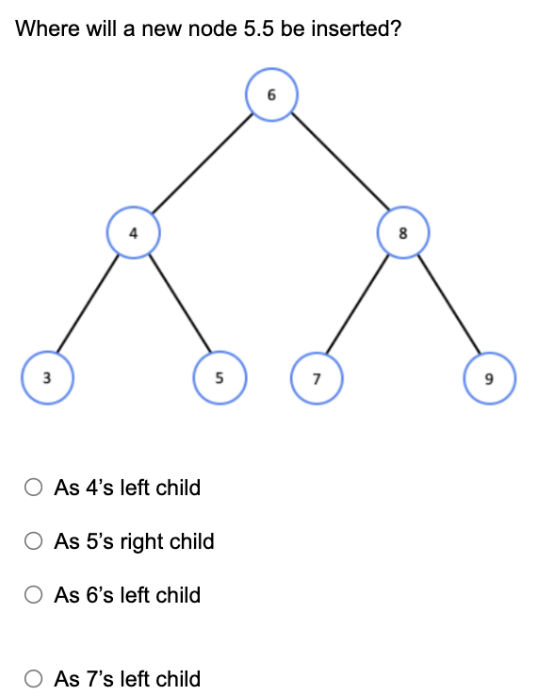 Where will a new node 5.5 be inserted?
6
4
8
3
5
7
9
As 4's left child
As 5's right child
As 6's left child
As 7's left child